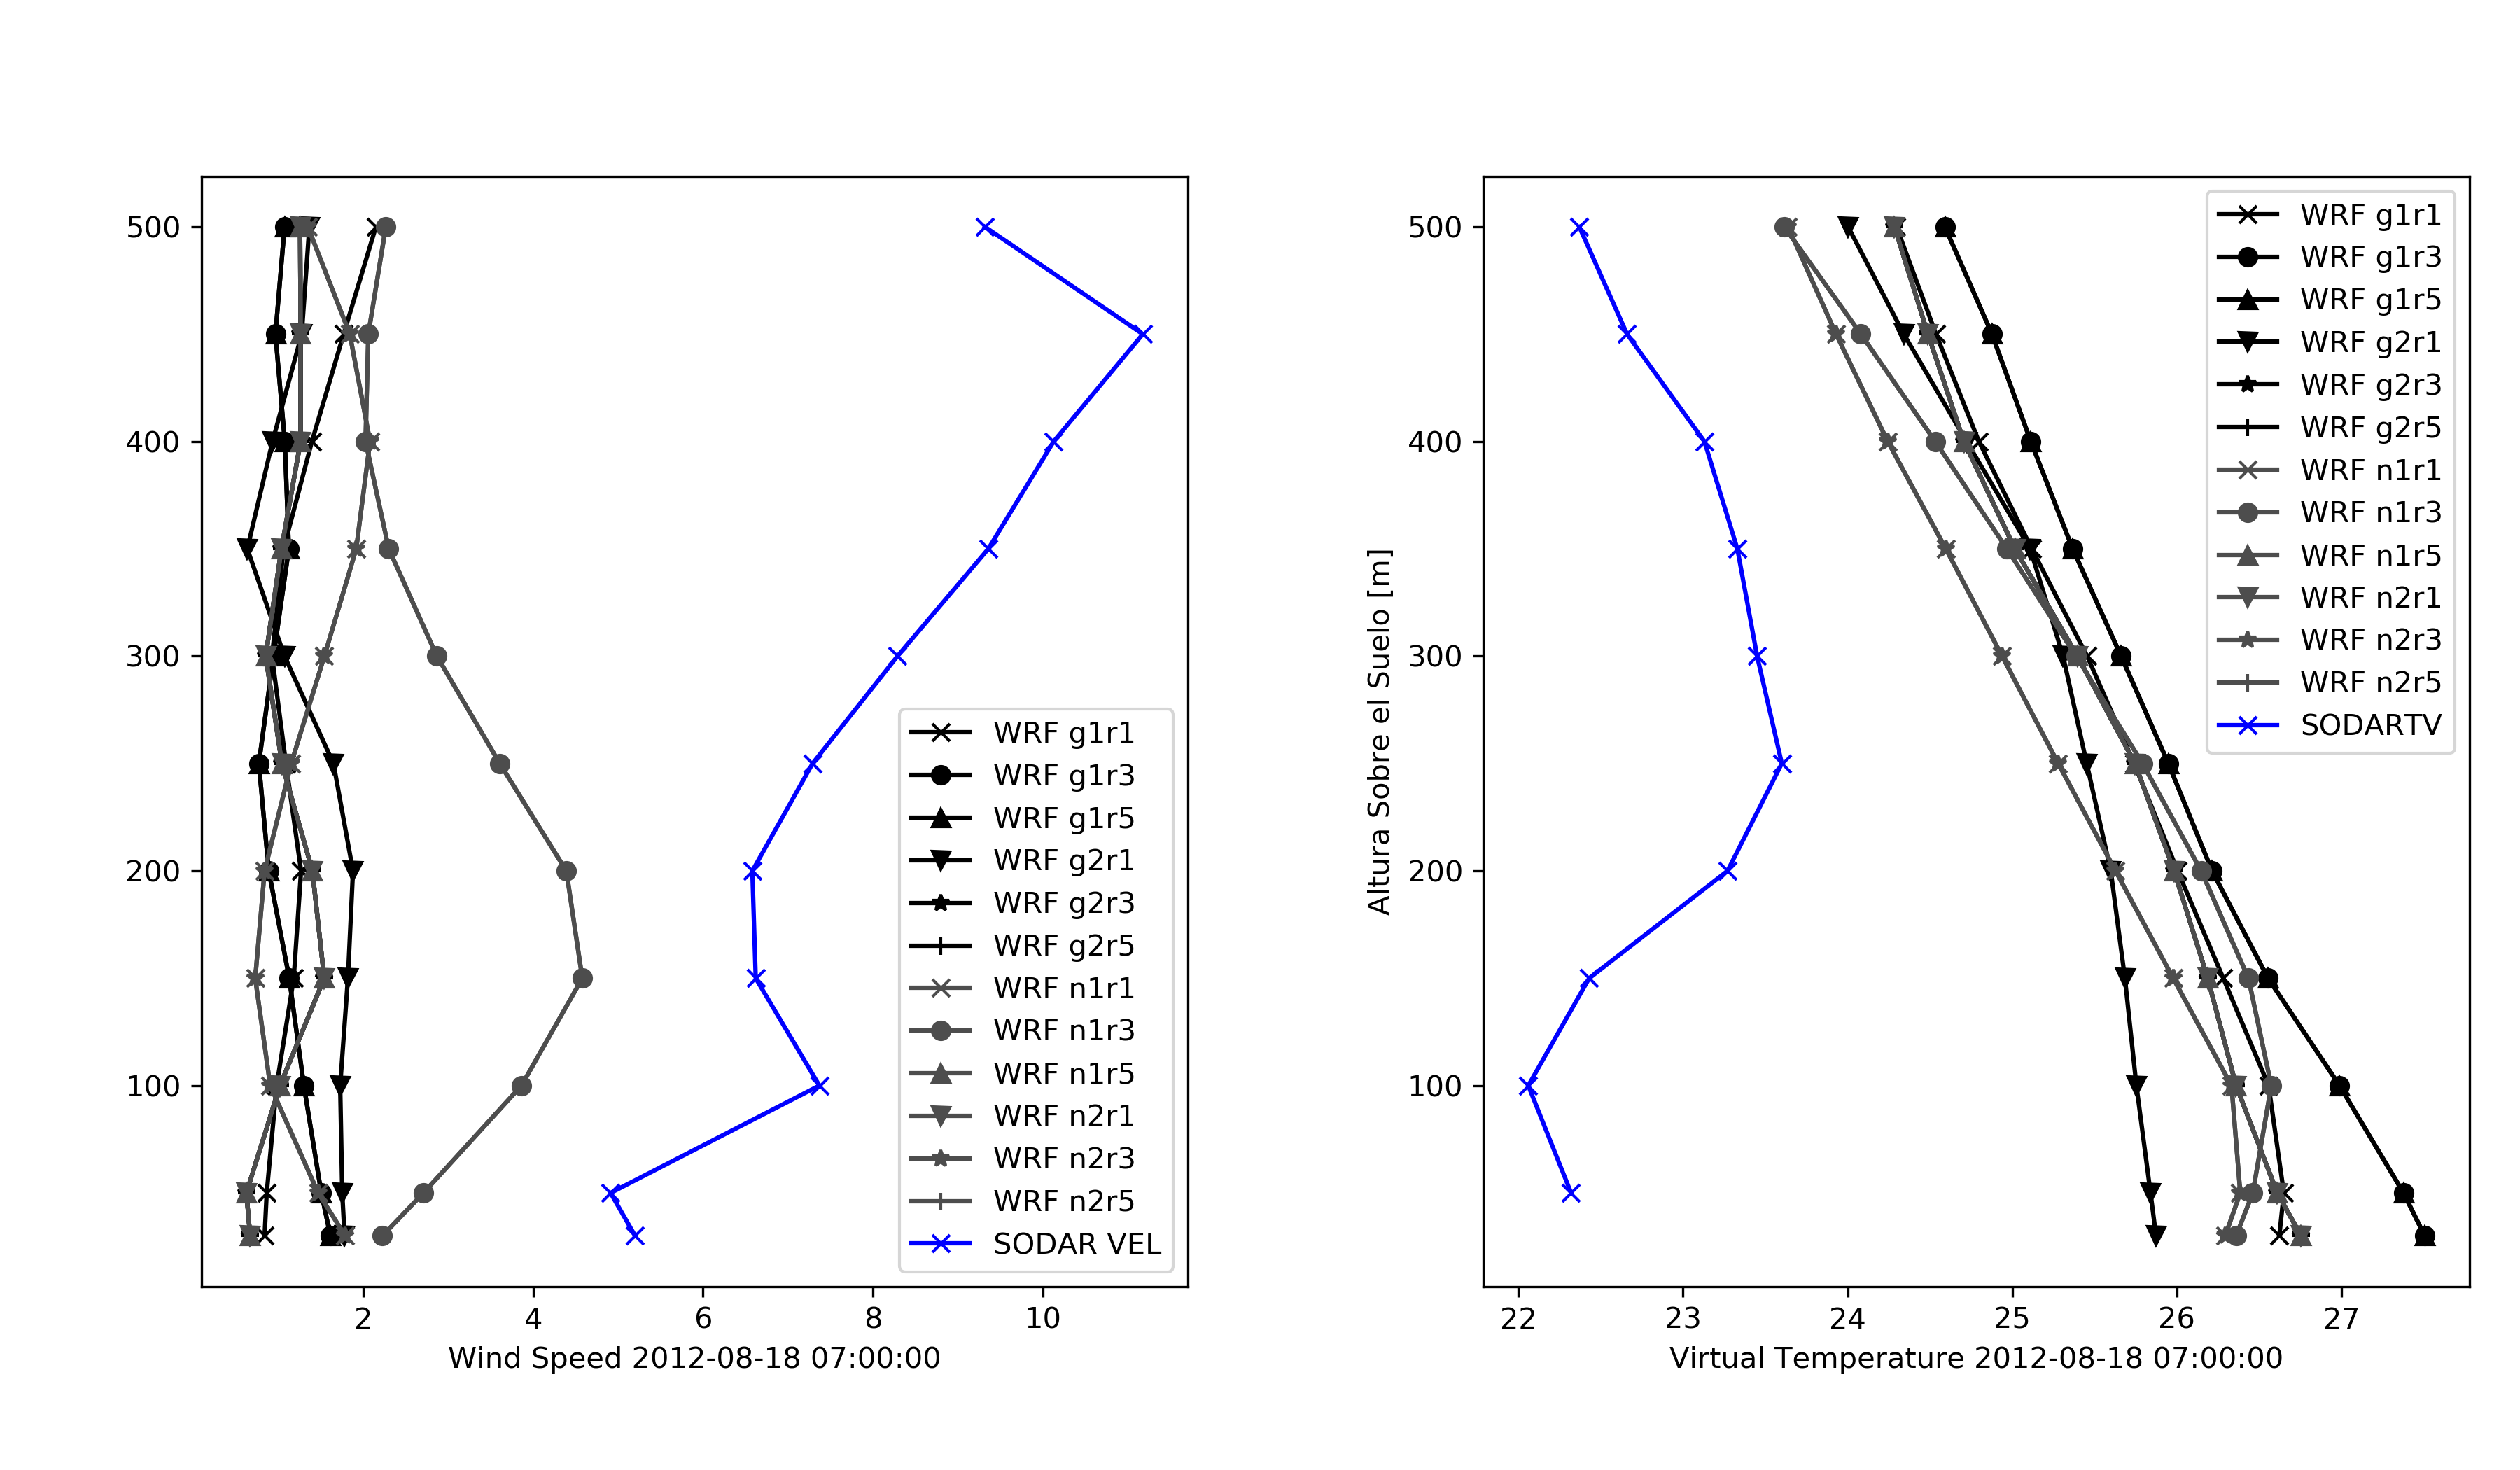 500
400
300
200
100
2
4
6
8
10
Wind Speed 2012-08-18 07:00:00
WRF g1r1
WRF g1r3
WRF g1r5
WRF g2r1
WRF g2r3
WRF g2r5
WRF n1r1
WRF n1r3
WRF n1r5
WRF n2r1
WRF n2r3
WRF n2r5
SODAR VEL
Altura Sobre el Suelo [m]
500
400
300
200
100
22
23
24
25
26
27
Virtual Temperature 2012-08-18 07:00:00
WRF g1r1
WRF g1r3
WRF g1r5
WRF g2r1
WRF g2r3
WRF g2r5
WRF n1r1
WRF n1r3
WRF n1r5
WRF n2r1
WRF n2r3
WRF n2r5
SODARTV